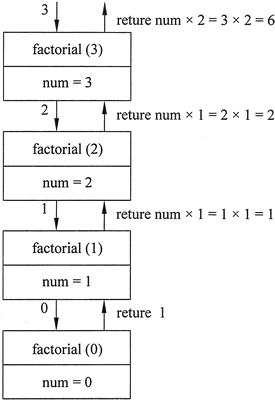 3
reture num × 2 = 3 × 2 = 6
factorial (3)
num = 3
2
reture num × 1 = 2 × 1 = 2
factorial (2)
num = 2
1
reture num × 1 = 1 × 1 = 1
factorial (1)
num = 1
0
reture 1
factorial (0)
num = 0